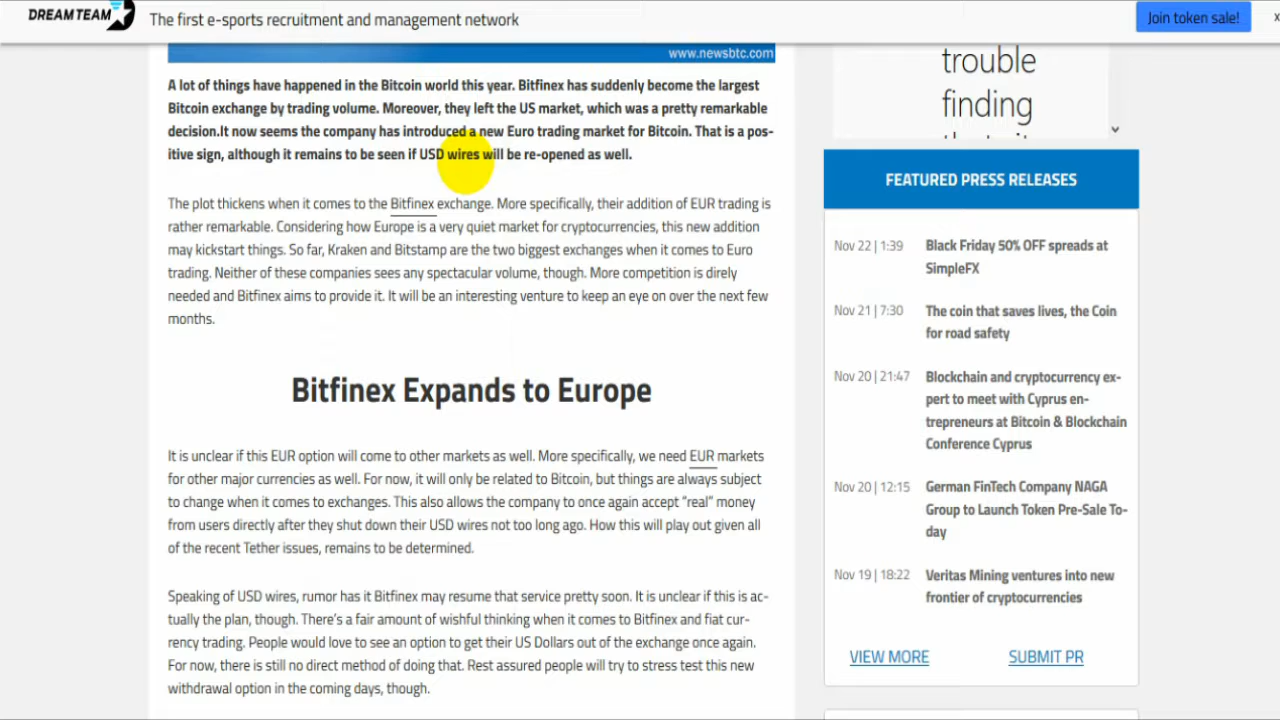 DREAMTEAM
The first e-sports recruitment and management network
Join token sale!
x
www.newsbtc.com
A lot of things have happened in the Bitcoin world this year. Bitfinex has suddenly become the largest
Bitcoin exchange by trading volume. Moreover, they left the US market, which was a pretty remarkable
decision.It now seems the company has introduced a new Euro trading market for Bitcoin. That is a pos-
itive sign, although it remains to be seen if USD wires will be re-opened as well.
The plot thickens when it comes to the Bitfinex exchange. More specifically, their addition of EUR trading is
rather remarkable. Considering how Europe is a very quiet market for cryptocurrencies, this new addition
may kickstart things. So far, Kraken and Bitstamp are the two biggest exchanges when it comes to Euro
trading. Neither of these companies sees any spectacular volume, though. More competition is direly
needed and Bitfinex aims to provide it. It will be an interesting venture to keep an eye on over the next few
months.
Bitfinex Expands to Europe
It is unclear if this EUR option will come to other markets as well. More specifically, we need EUR markets
for other major currencies as well. For now, it will only be related to Bitcoin, but things are always subject
to change when it comes to exchanges. This also allows the company to once again accept “real” money
from users directly after they shut down their USD wires not too long ago. How this will play out given all
of the recent Tether issues, remains to be determined.
Speaking of USD wires, rumor has it Bitfinex may resume that service pretty soon. It is unclear if this is ac-
tually the plan, though. There’s a fair amount of wishful thinking when it comes to Bitfinex and fiat cur-
rency trading. People would love to see an option to get their US Dollars out of the exchange once again.
For now, there is still no direct method of doing that. Rest assured people will try to stress test this new
withdrawal option in the coming days, though.
trouble
finding
FEATURED PRESS RELEASES
Nov 22 | 1:39 Black Friday 50% OFF spreads at
SimpleFX
Nov 21 | 7:30 The coin that saves lives, the Coin
for road safety
Nov 20 | 21:47 Blockchain and cryptocurrency ex-
pert to meet with Cyprus en-
trepreneurs at Bitcoin & Blockchain
Conference Cyprus
Nov 20 | 12:15 German FinTech Company NAGA
Group to Launch Token Pre-Sale To-
day
Nov 19 | 18:22 Veritas Mining ventures into new
frontier of cryptocurrencies
VIEW MORE
SUBMIT PR